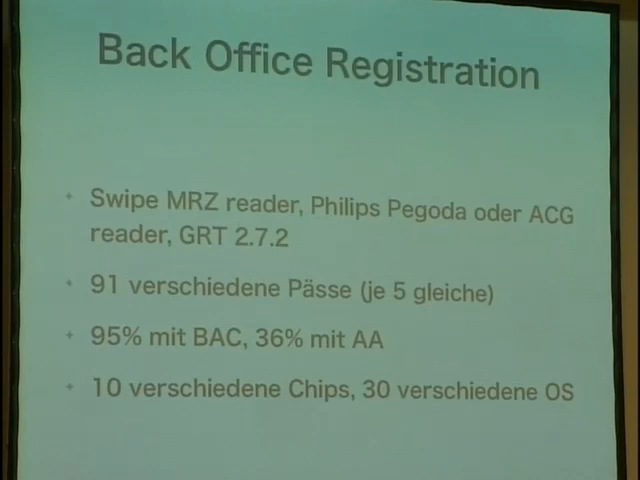 Back Office Registration
Swipe MRZ reader, Philips Pegoda oder ACG
reader, GRT 2.7.2
91 verschiedene Pässe (je 5 gleiche)
95% mit BAC, 36% mit AA
10 verschiedene Chips, 30 verschiedene OS